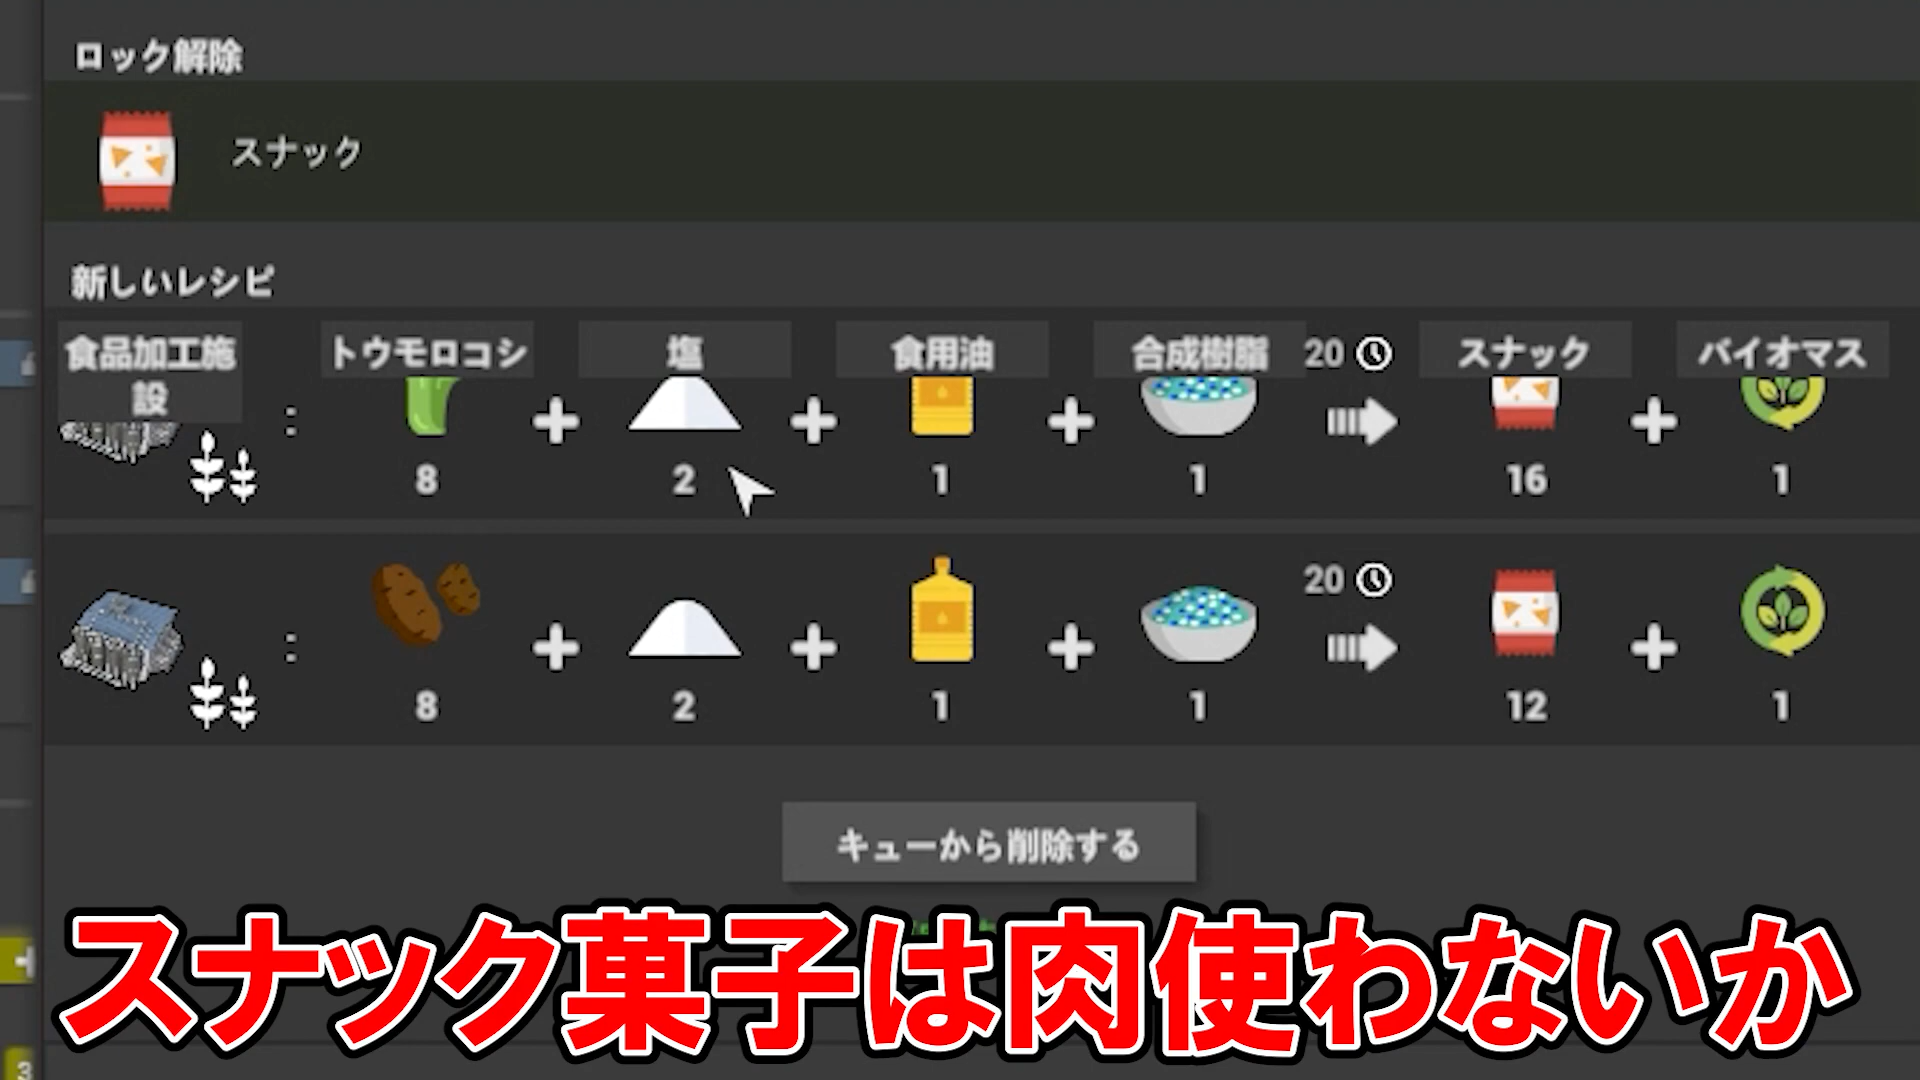 ロック解除
スナック
新しいレシピ
食品加工施設
トウモロコシ
塩
食用油
合成樹脂
20
スナック
バイオマス
:
8
+
2
+
1
+
1
16
+
1
20
:
8
+
2
+
1
+
1
12
+
1
キューから削除する
スナック菓子は肉使わないか
3